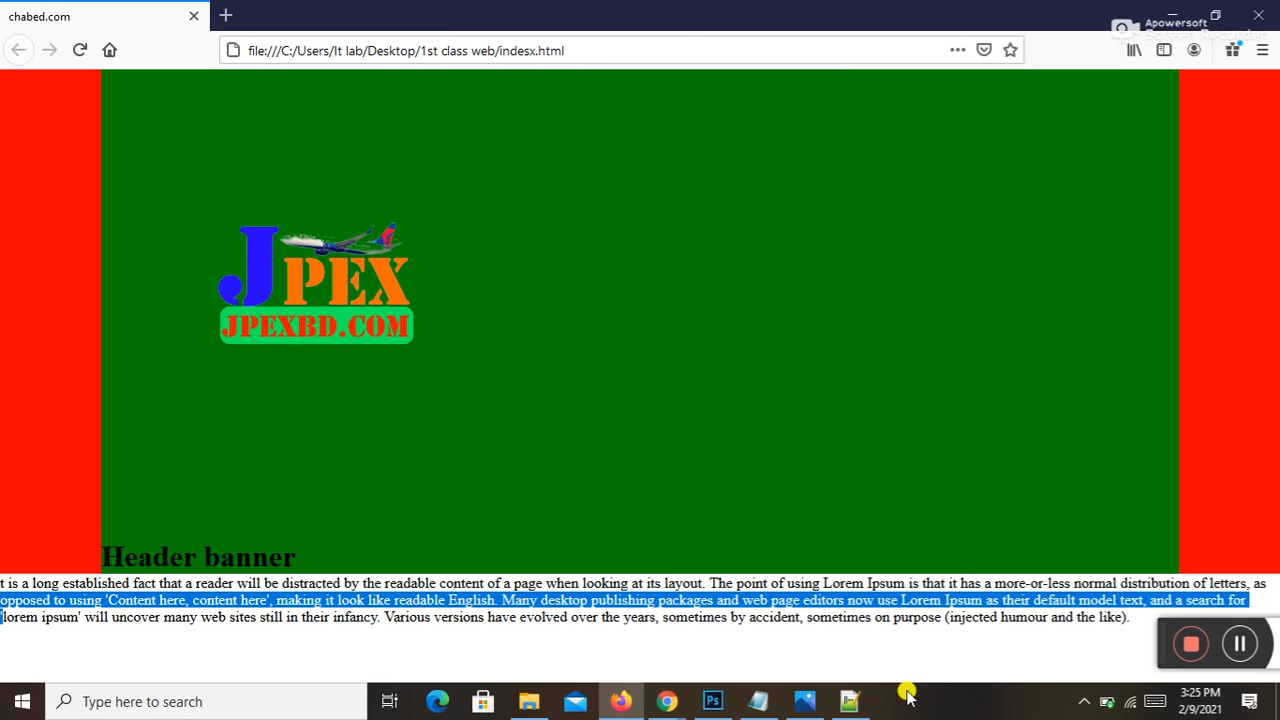 chabed.com
Apowersoft
Screen Recorder
file:///C:/Users/It lab/Desktop/1st class web/indesx.html
JPEX
JPEXBD.COM
Header banner
t is a long established fact that a reader will be distracted by the readable content of a page when looking at its layout. The point of using Lorem Ipsum is that it has a more-or-less normal distribution of letters, as
opposed to using 'Content here, content here', making it look like readable English. Many desktop publishing packages and web page editors now use Lorem Ipsum as their default model text, and a search for
'lorem ipsum' will uncover many web sites still in their infancy. Various versions have evolved over the years, sometimes by accident, sometimes on purpose (injected humour and the like).
Type here to search
Ps
3:25 PM
2/9/2021